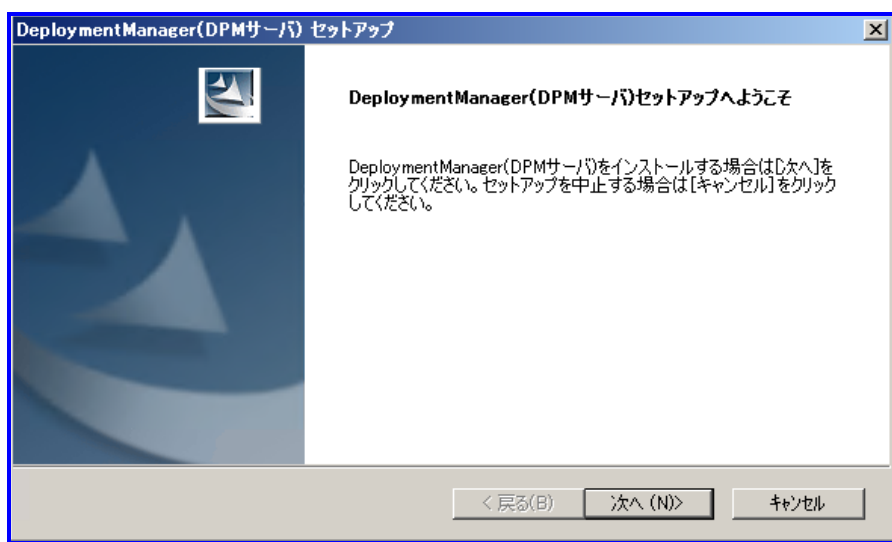 DeploymentManager(DPMサーバ) セットアップ
DeploymentManager(DPMサーバ)セットアップへようこそ
DeploymentManager(DPMサーバ)をインストールする場合は[次へ]を
クリックしてください。セットアップを中止する場合は[キャンセル]をクリック
してください。
< 戻る(B)
次へ (N)>
キャンセル